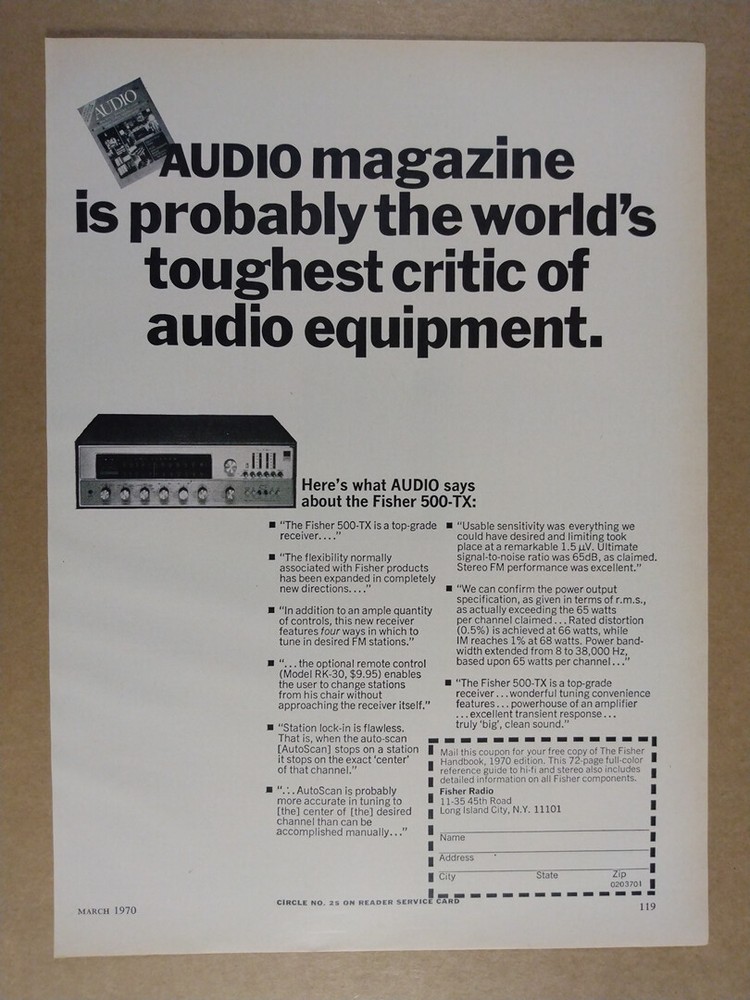 AUDIO
AUDIO magazine
is probably the world's
toughest critic of
audio equipment.
Here's what AUDIO says
about the Fisher 500-TX:
■ "The Fisher 500-TX is a top-grade
receiver...."
■ "The flexibility normally
associated with Fisher products
has been expanded in completely
new directions...."
■ "In addition to an ample quantity
of controls, this new receiver
features four ways in which to
tune in desired FM stations."
■ "...the optional remote control
(Model RK-30, $9.95) enables
the user to change stations
from his chair without
approaching the receiver itself."
■ "Station lock-in is flawless.
That is, when the auto-scan
[AutoScan] stops on a station
it stops on the exact 'center'
of that channel."
■ "... AutoScan is probably
more accurate in tuning to
[the] center of [the] desired
channel than can be
accomplished manually..."
■ "Usable sensitivity was everything we
could have desired and limiting took
place at a remarkable 1.5 µV. Ultimate
signal-to-noise ratio was 65dB, as claimed.
Stereo FM performance was excellent."
■ "We can confirm the power output
specification, as given in terms of r.m.s.,
as actually exceeding the 65 watts
per channel claimed...Rated distortion
(0.5%) is achieved at 66 watts, while
IM reaches 1% at 68 watts. Power band-
width extended from 8 to 38,000 Hz,
based upon 65 watts per channel..."
■ "The Fisher 500-TX is a top-grade
receiver...wonderful tuning convenience
features...powerhouse of an amplifier
...excellent transient response...
truly 'big', clean sound."
Mail this coupon for your free copy of The Fisher
Handbook, 1970 edition. This 72-page full-color
reference guide to hi-fi and stereo also includes
detailed information on all Fisher components.
Fisher Radio
11-35 45th Road
Long Island City, N.Y. 11101
Name
Address
City State Zip
0203701
CIRCLE NO. 25 ON READER SERVICE CARD
MARCH 1970
119